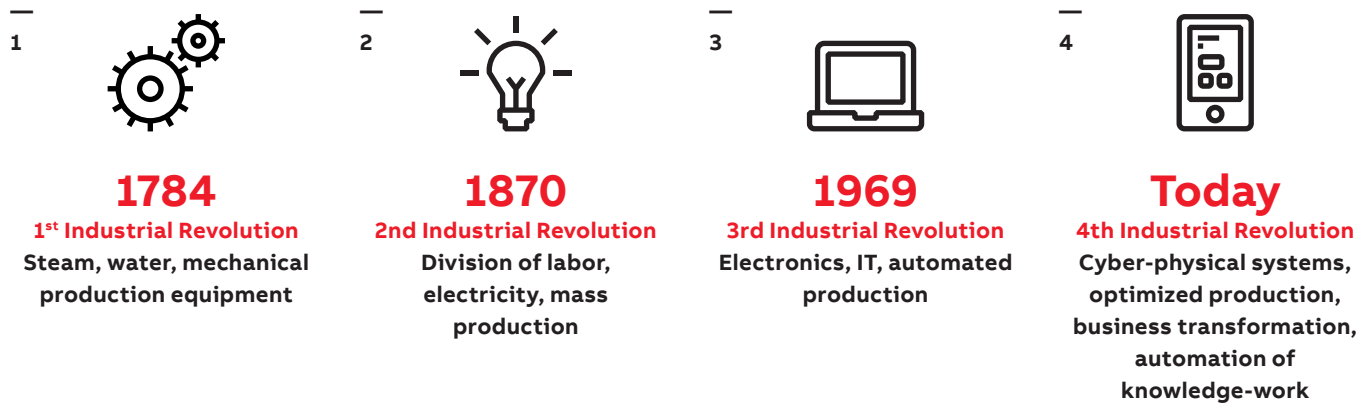 1
1784
1st Industrial Revolution
Steam, water, mechanical
production equipment
2
1870
2nd Industrial Revolution
Division of labor,
electricity, mass
production
3
1969
3rd Industrial Revolution
Electronics, IT, automated
production
4
Today
4th Industrial Revolution
Cyber-physical systems,
optimized production,
business transformation,
automation of
knowledge-work